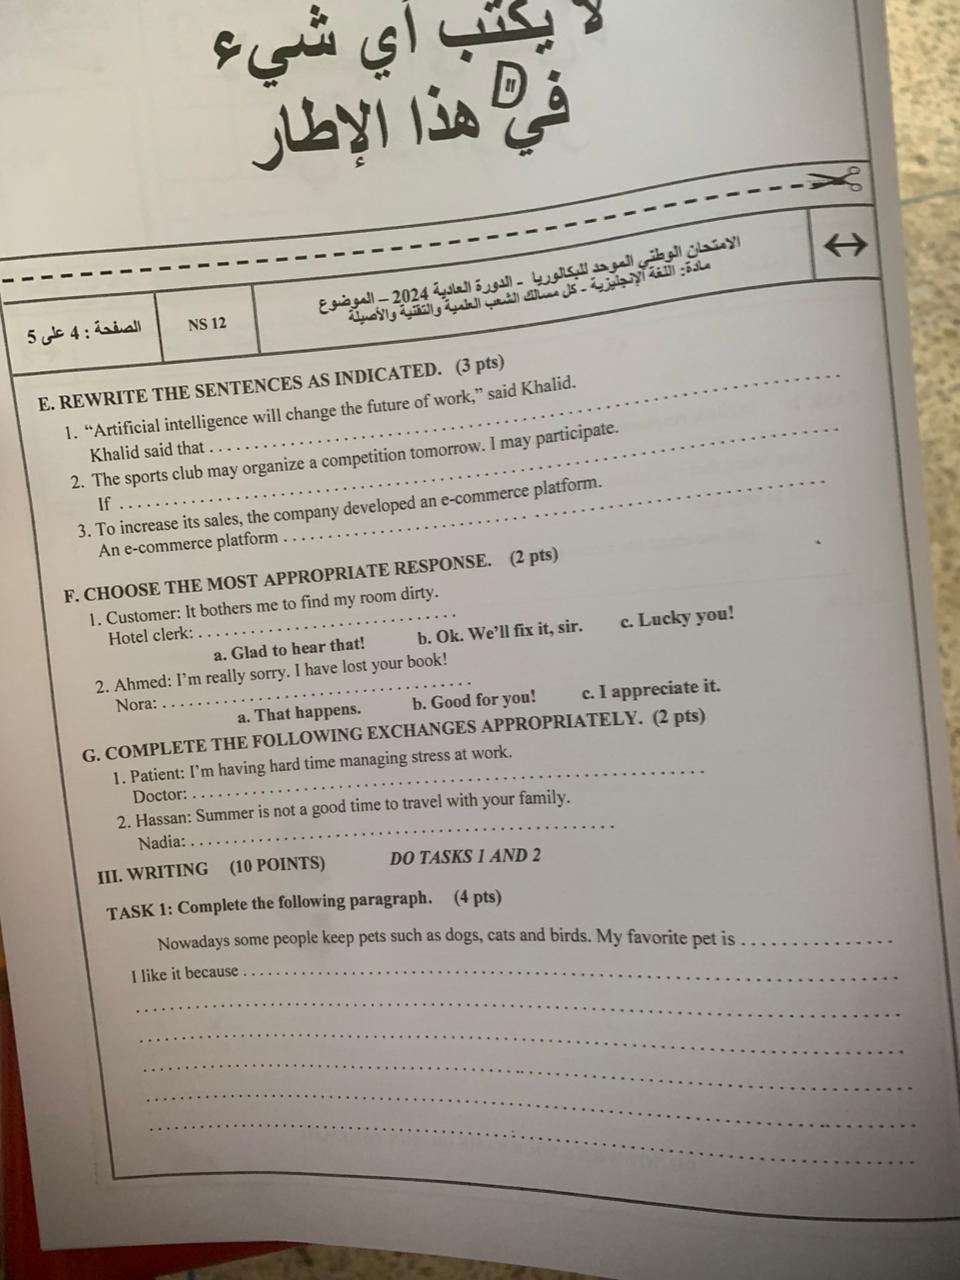 لا يكتب أي شيء
في هذا الإطار
الامتحان الوطني الموحد للبكالوريا - الدورة العادية 2024 – الموضوع
مادة: اللغة الإنجليزية - كل مسالك الشعب العلمية والتقنية والأصيلة
NS 12
الصفحة : 4 على 5
E. REWRITE THE SENTENCES AS INDICATED. (3 pts)
1. “Artificial intelligence will change the future of work,” said Khalid.
Khalid said that ........................................
2. The sports club may organize a competition tomorrow. I may participate.
If ........................................
3. To increase its sales, the company developed an e-commerce platform.
An e-commerce platform ........................................
F. CHOOSE THE MOST APPROPRIATE RESPONSE. (2 pts)
1. Customer: It bothers me to find my room dirty.
Hotel clerk: ........................................
a. Glad to hear that! b. Ok. We’ll fix it, sir. c. Lucky you!
2. Ahmed: I’m really sorry. I have lost your book!
Nora: ........................................
a. That happens. b. Good for you! c. I appreciate it.
G. COMPLETE THE FOLLOWING EXCHANGES APPROPRIATELY. (2 pts)
1. Patient: I’m having hard time managing stress at work.
Doctor: ........................................
2. Hassan: Summer is not a good time to travel with your family.
Nadia: ........................................
III. WRITING (10 POINTS) DO TASKS 1 AND 2
TASK 1: Complete the following paragraph. (4 pts)
Nowadays some people keep pets such as dogs, cats and birds. My favorite pet is ...............
I like it because ........................................